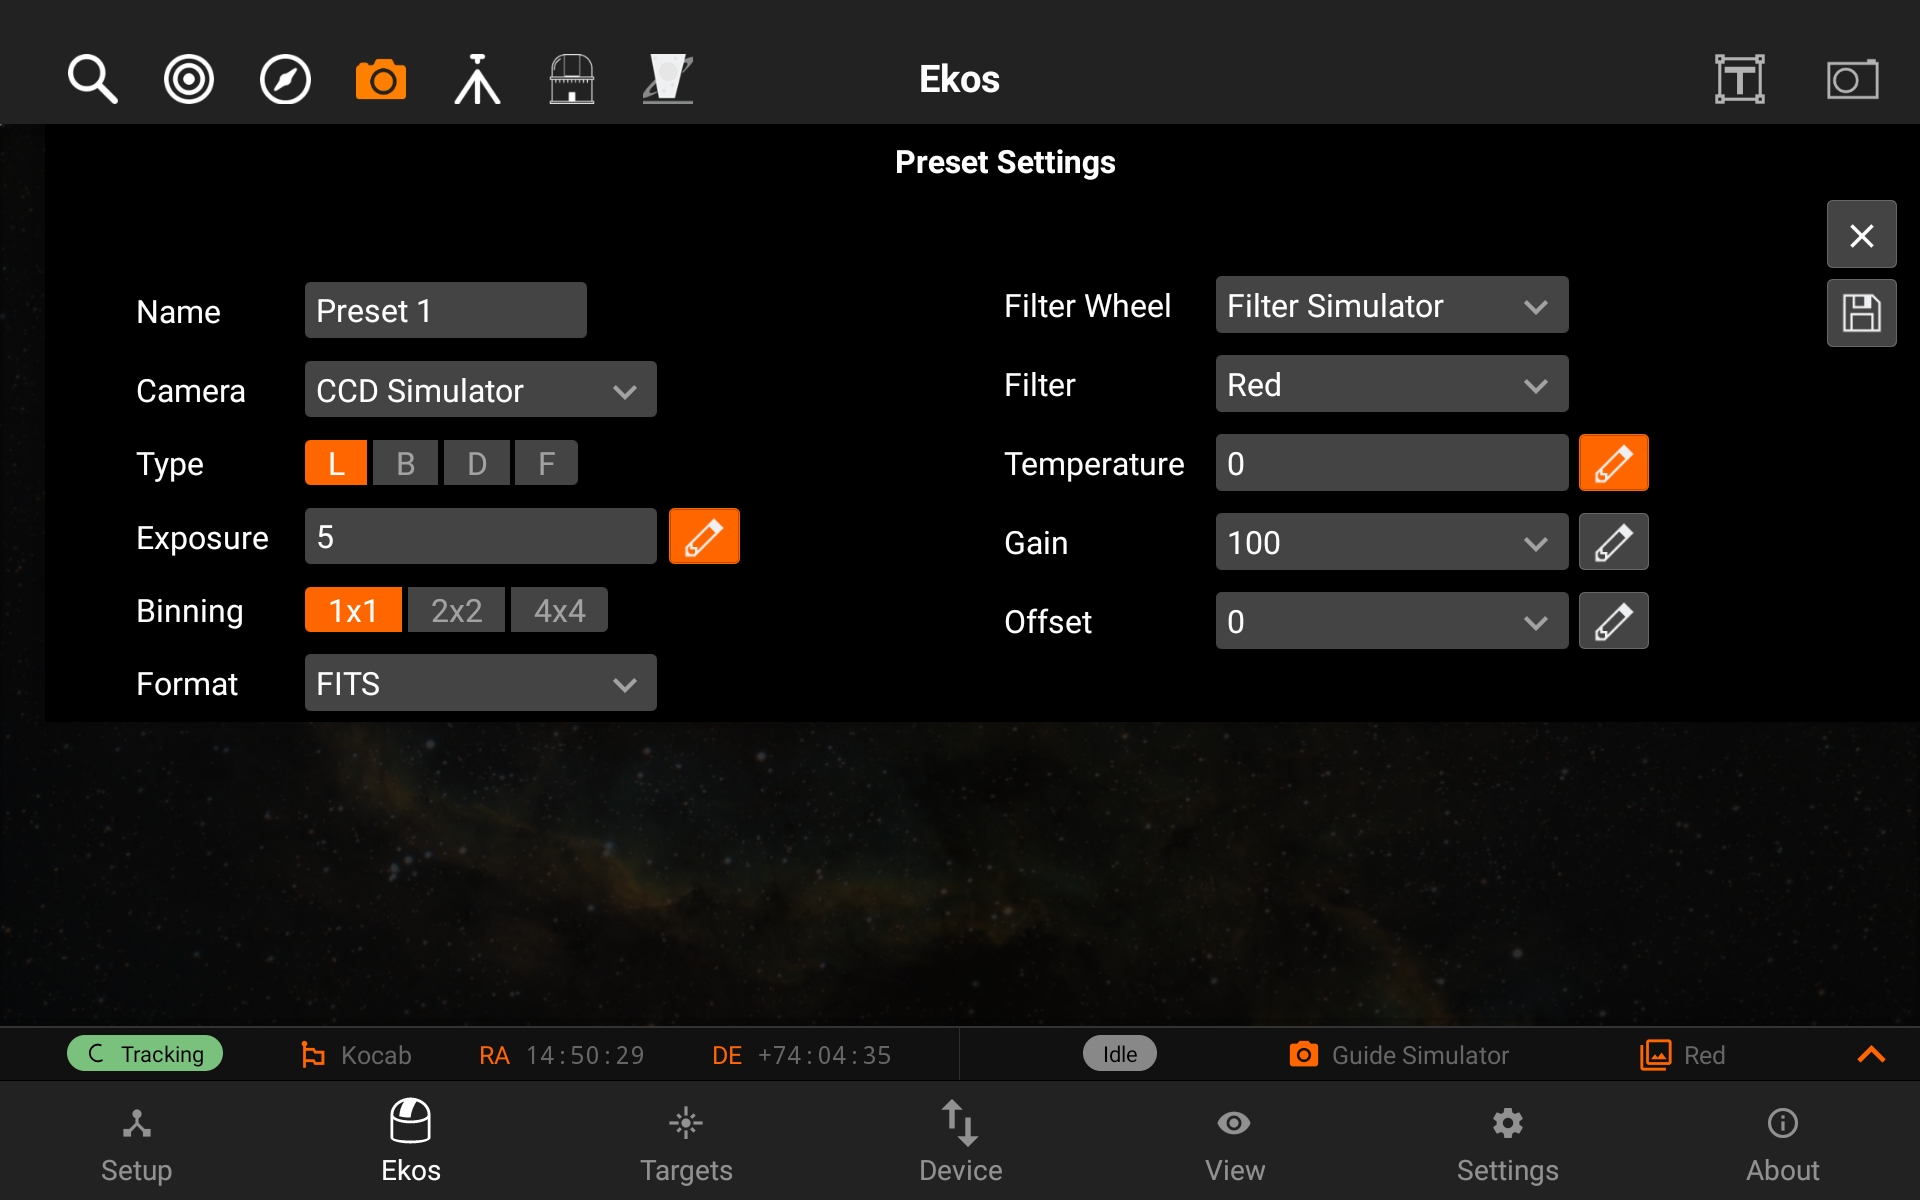 Ekos
Preset Settings
Name Preset 1
Camera CCD Simulator
Type L B D F
Exposure 5
Binning 1x1 2x2 4x4
Format FITS
Filter Wheel Filter Simulator
Filter Red
Temperature 0
Gain 100
Offset 0
Tracking Kocab RA 14:50:29 DE +74:04:35 Idle Guide Simulator Red
Setup Ekos Targets Device View Settings About